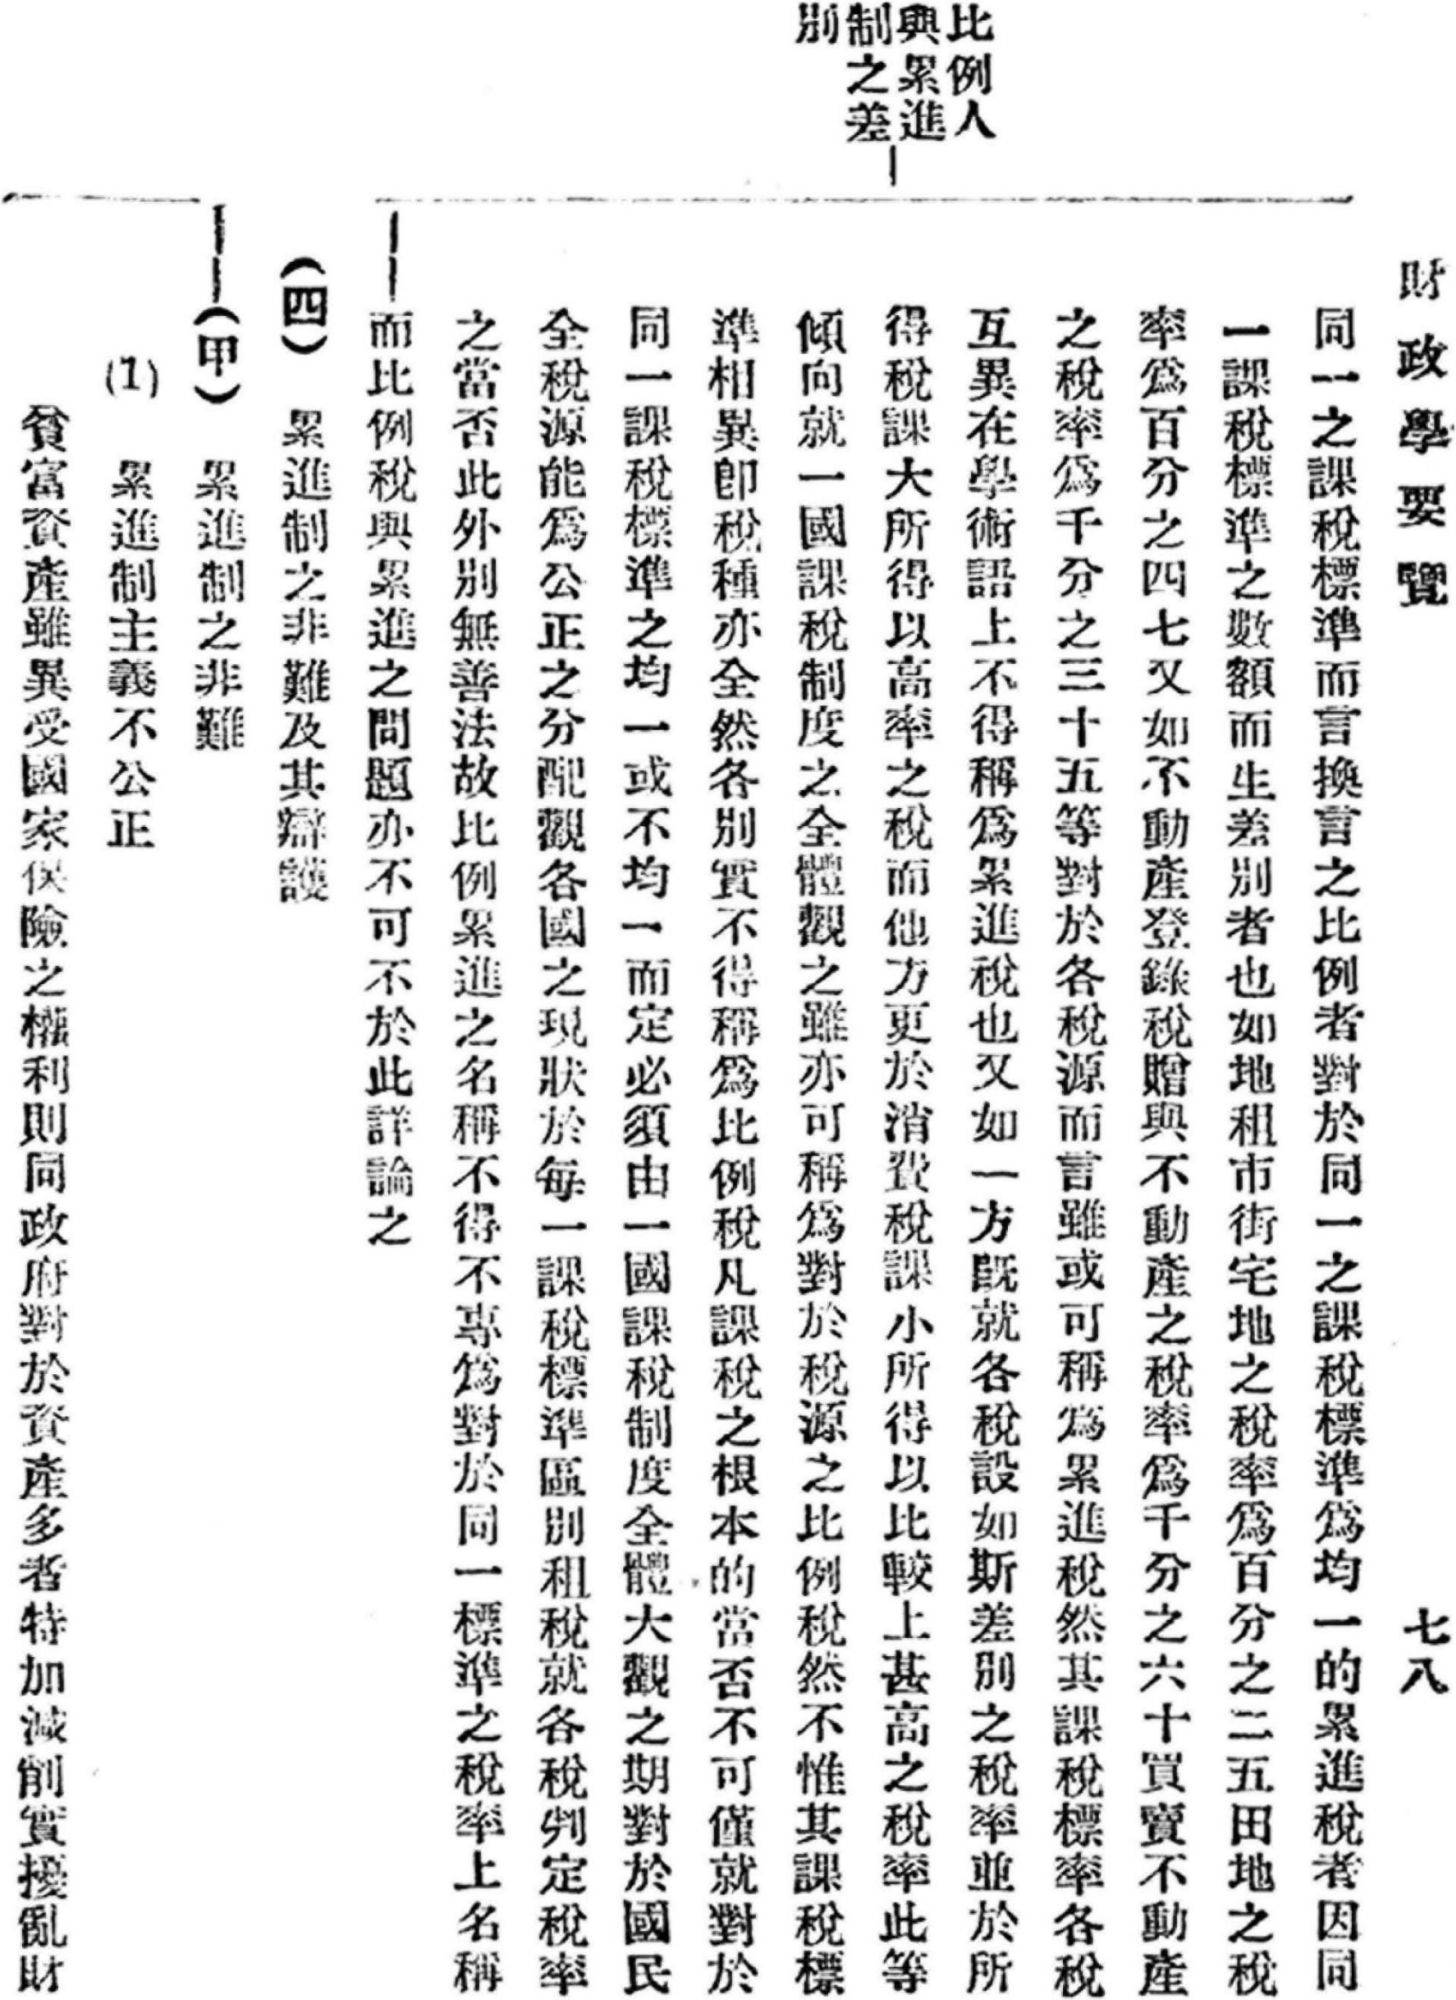 財政學要覽 七八
比例人
與累進
制之差
別
同一之課稅標準而言換言之比例者對於同一之課稅標準爲均一的累進稅者因同
一課稅標準之數額而生差別者也如地租市街宅地之稅率爲百分之二五田地之稅
率爲百分之四七又如不動產登錄稅贈與不動產之稅率爲千分之六十買賣不動產
之稅率爲千分之三十五等對於各稅源而言雖或可稱爲累進稅然其課稅標率各稅
互異在學術語上不得稱爲累進稅也又如一方既就各稅設如斯差別之稅率並於所
得稅課大所得以高率之稅而他方更於消費稅課小所得以比較上甚高之稅率此等
傾向就一國課稅制度之全體觀之雖亦可稱爲對於稅源之比例稅然不惟其課稅標
準相異卽稅種亦全然各別實不得稱爲比例稅凡課稅之根本的當否不可僅就對於
同一課稅標準之均一或不均一而定必須由一國課稅制度全體大觀之期對於國民
全稅源能爲公正之分配觀各國之現狀於每一課稅標準區別租稅就各稅判定稅率
之當否此外別無善法故比例累進之名稱不得不專爲對於同一標準之稅率上名稱
而比例稅與累進之問題亦不可不於此詳論之
(四) 累進制之非難及其辯護
(甲) 累進制之非難
(1) 累進制主義不公正
貧富資產雖異受國家保險之權利則同政府對於資產多者特加減削實擾亂財